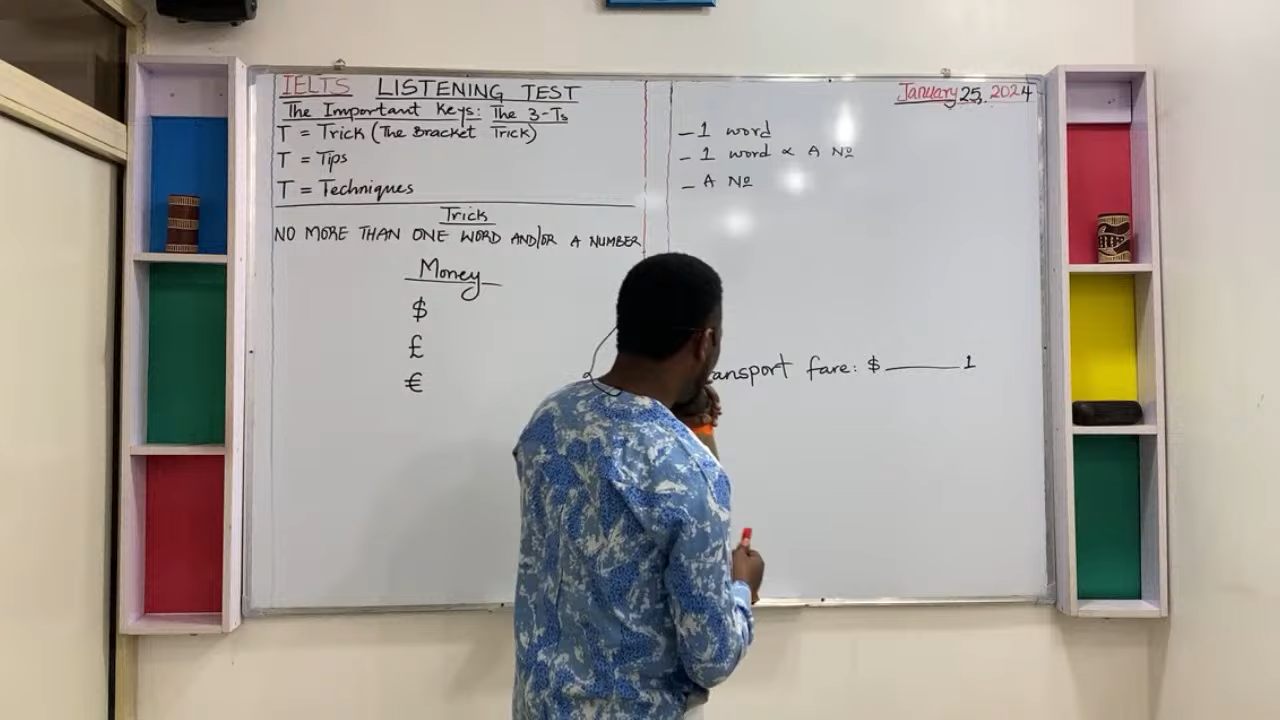 IELTS LISTENING TEST
The Important Keys: The 3-Ts
T = Trick (The Bracket Trick)
T = Tips
T = Techniques
Trick
NO MORE THAN ONE WORD AND/OR A NUMBER
Money
$
£
€
January 25, 2024
- 1 word
- 1 word & A No
- A No
ansport fare: $ ______ 1